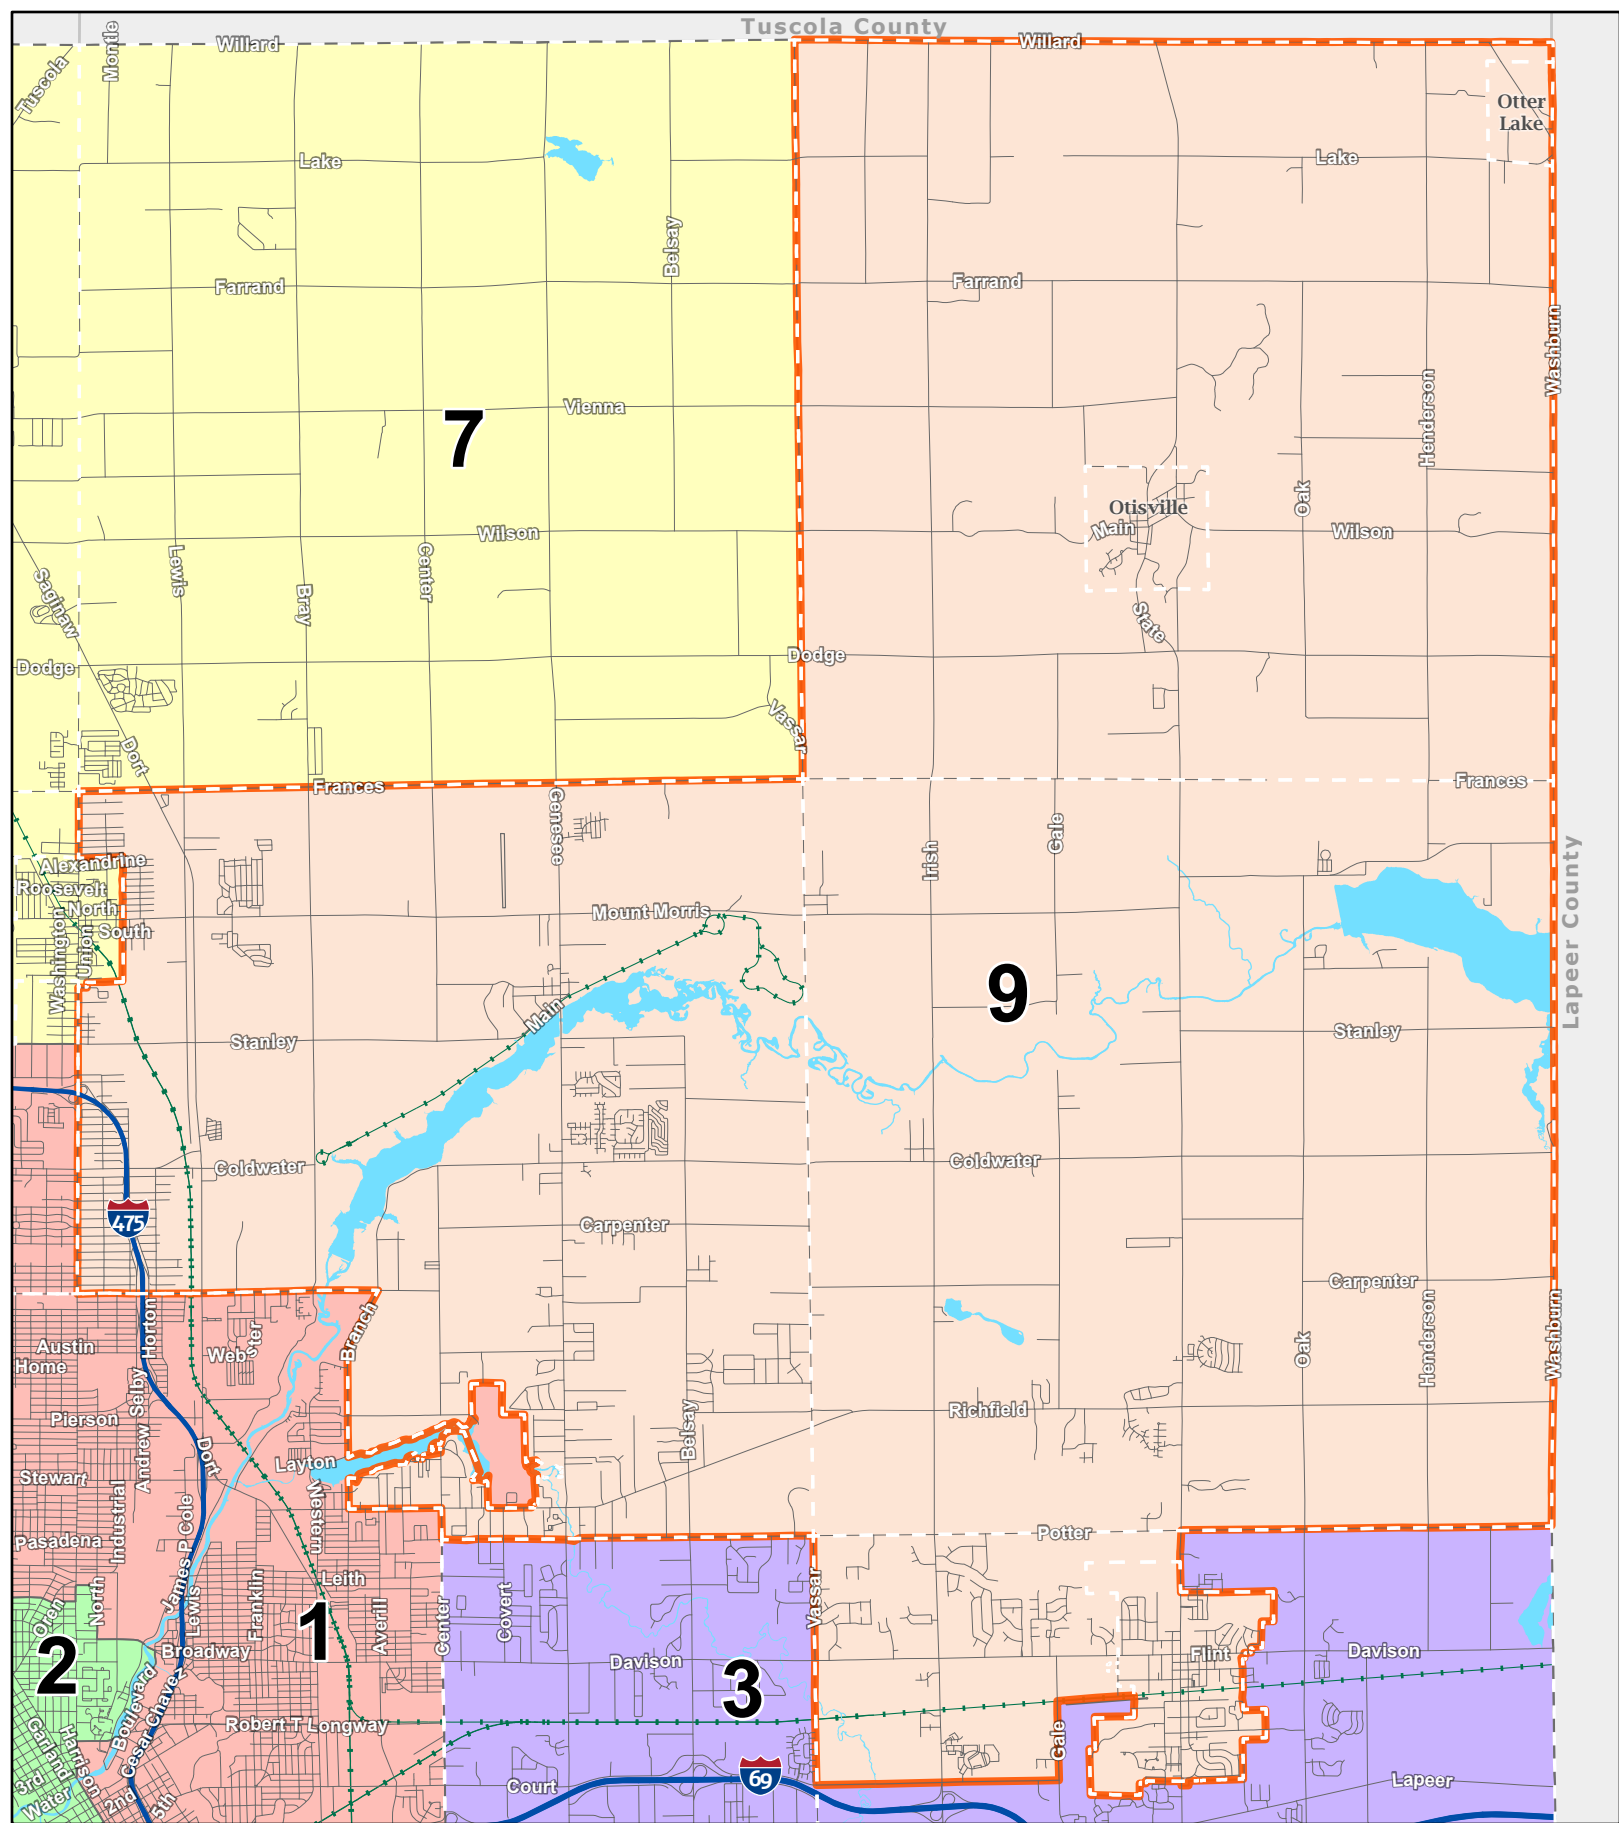 Tuscola County
Willard
Willard
Montle
Tuscola
Otter
Lake
Lake
Lake
Belsay
Farrand
Farrand
Washburn
Henderson
Vienna
7
Oak
Otisville
Main
Wilson
Wilson
Lewis
Center
Bray
Saginaw
State
Dodge
Dodge
Vassar
Dort
Frances
Frances
Genesee
Gale
Irish
Lapeer County
Alexandrine
Roosevelt
North
South
Washington
Union
Mount Morris
9
Main
Stanley
Stanley
Coldwater
Coldwater
475
Carpenter
Carpenter
Horton
Branch
Webster
Austin
Home
Oak
Henderson
Washburn
Selby
Pierson
Andrew
Richfield
Belsay
Dort
Layton
Stewart
Industrial
Western
James P Cole
Pasadena
Potter
Leith
North
Oren
Lewis
Franklin
1
Averill
Center
Covert
Vassar
2
Broadway
Davison
3
Flint
Davison
Boulevard
Cesar Chavez
Robert T Longway
Gale
Garland
Harrison
69
Court
Lapeer
3rd
Water
2nd
5th